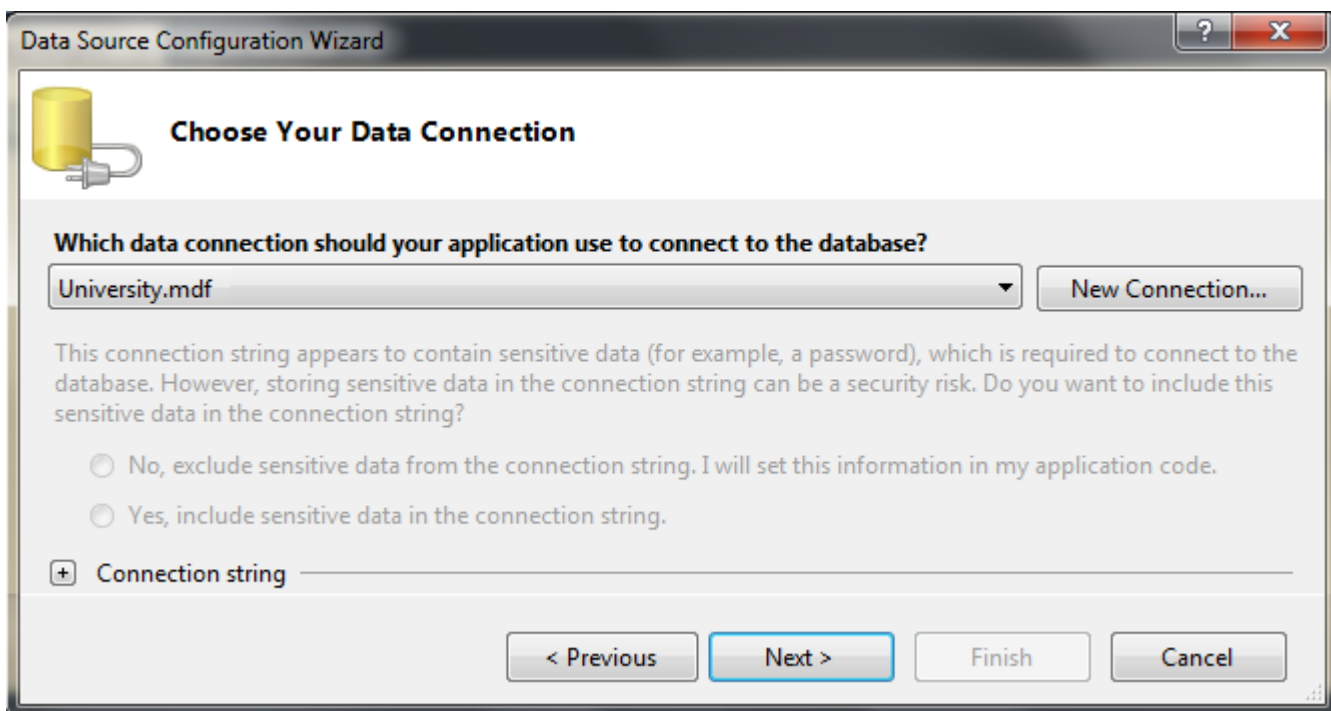 Data Source Configuration Wizard
Choose Your Data Connection
Which data connection should your application use to connect to the database?
University.mdf
New Connection...
This connection string appears to contain sensitive data (for example, a password), which is required to connect to the
database. However, storing sensitive data in the connection string can be a security risk. Do you want to include this
sensitive data in the connection string?
No, exclude sensitive data from the connection string. I will set this information in my application code.
Yes, include sensitive data in the connection string.
Connection string
< Previous
Next >
Finish
Cancel